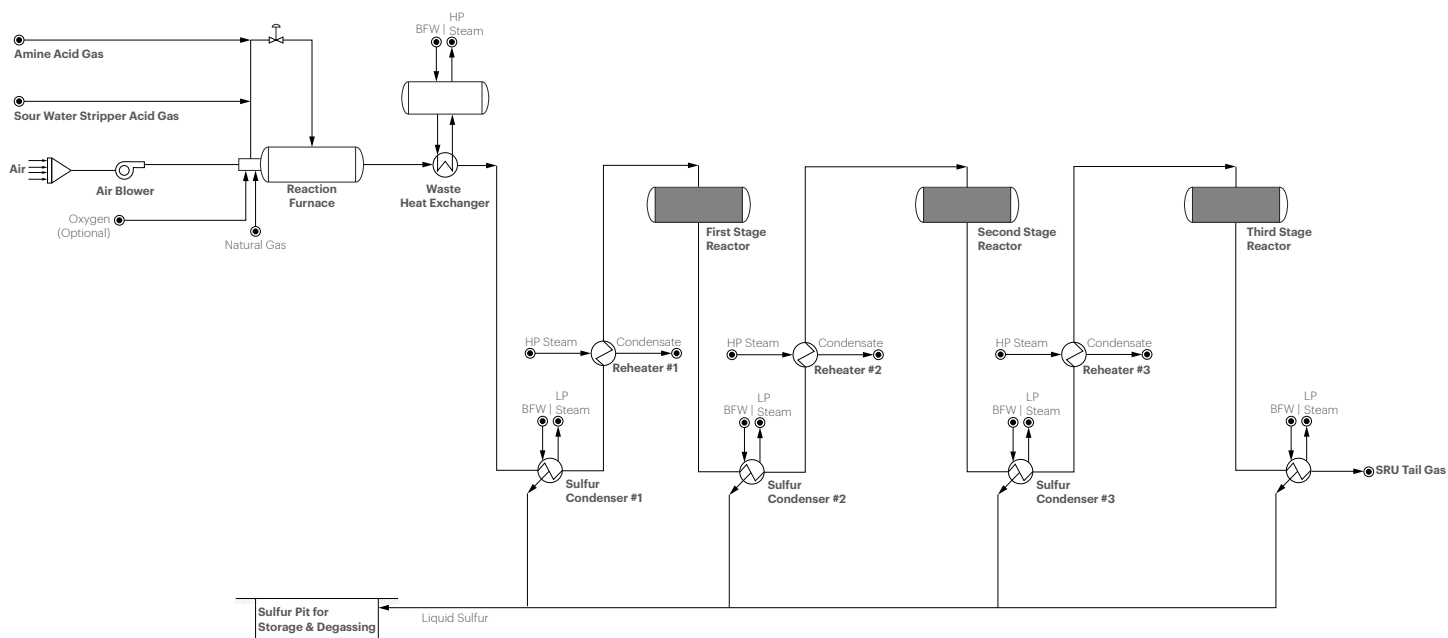 HP
BFW | Steam
Amine Acid Gas
Sour Water Stripper Acid Gas
Air
Air Blower
Reaction
Furnace
Waste
Heat Exchanger
Oxygen
(Optional)
Natural Gas
First Stage
Reactor
Second Stage
Reactor
Third Stage
Reactor
HP Steam
Condensate
Reheater #1
HP Steam
Condensate
Reheater #2
HP Steam
Condensate
Reheater #3
LP
BFW | Steam
Sulfur
Condenser #1
LP
BFW | Steam
Sulfur
Condenser #2
LP
BFW | Steam
Sulfur
Condenser #3
LP
BFW | Steam
SRU Tail Gas
Sulfur Pit for
Storage & Degassing
Liquid Sulfur